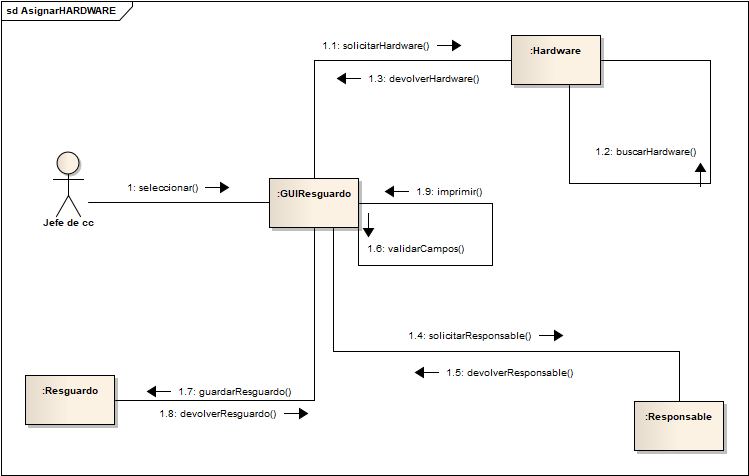 sd AsignarHARDWARE
1.1: solicitarHardware()
:Hardware
1.3: devolverHardware()
1.2: buscarHardware()
1: seleccionar()
:GUIResguardo
1.9: imprimir()
Jefe de cc
1.6: validarCampos()
1.4: solicitarResponsable()
1.5: devolverResponsable()
:Resguardo
1.7: guardarResguardo()
1.8: devolverResguardo()
:Responsable